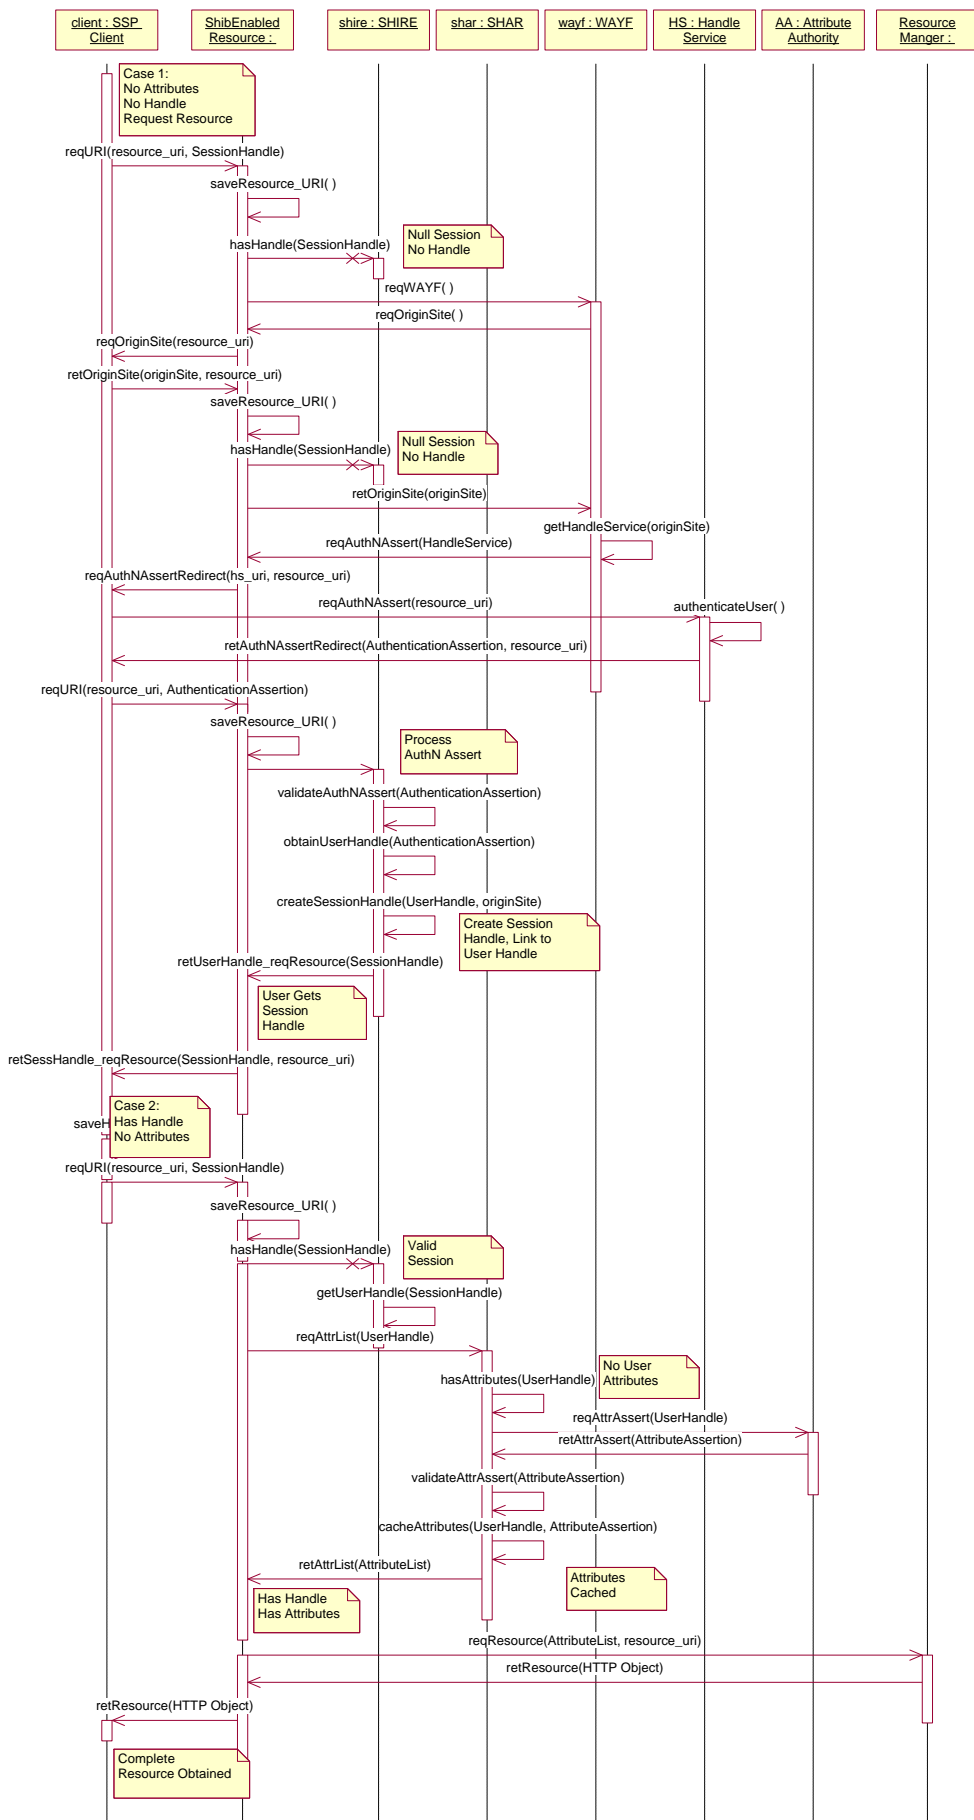 client : SSP
Client
ShibEnabled
Resource :
shire : SHIRE
shar : SHAR
wayf : WAYF
HS : Handle
Service
AA : Attribute
Authority
Resource
Manger :
Case 1:
No Attributes
No Handle
Request Resource
reqURI(resource_uri, SessionHandle)
saveResource_URI( )
hasHandle(SessionHandle)
Null Session
No Handle
reqWAYF( )
reqOriginSite( )
reqOriginSite(resource_uri)
retOriginSite(originSite, resource_uri)
saveResource_URI( )
hasHandle(SessionHandle)
Null Session
No Handle
retOriginSite(originSite)
getHandleService(originSite)
reqAuthNAssert(HandleService)
reqAuthNAssertRedirect(hs_uri, resource_uri)
reqAuthNAssert(resource_uri)
authenticateUser( )
retAuthNAssertRedirect(AuthenticationAssertion, resource_uri)
reqURI(resource_uri, AuthenticationAssertion)
saveResource_URI( )
Process
AuthN Assert
validateAuthNAssert(AuthenticationAssertion)
obtainUserHandle(AuthenticationAssertion)
createSessionHandle(UserHandle, originSite)
Create Session
Handle, Link to
User Handle
retUserHandle_reqResource(SessionHandle)
User Gets
Session
Handle
retSessHandle_reqResource(SessionHandle, resource_uri)
Case 2:
Has Handle
No Attributes
reqURI(resource_uri, SessionHandle)
saveResource_URI( )
hasHandle(SessionHandle)
Valid
Session
getUserHandle(SessionHandle)
reqAttrList(UserHandle)
No User
Attributes
hasAttributes(UserHandle)
reqAttrAssert(UserHandle)
retAttrAssert(AttributeAssertion)
validateAttrAssert(AttributeAssertion)
cacheAttributes(UserHandle, AttributeAssertion)
retAttrList(AttributeList)
Attributes
Cached
Has Handle
Has Attributes
reqResource(AttributeList, resource_uri)
retResource(HTTP Object)
retResource(HTTP Object)
Complete
Resource Obtained